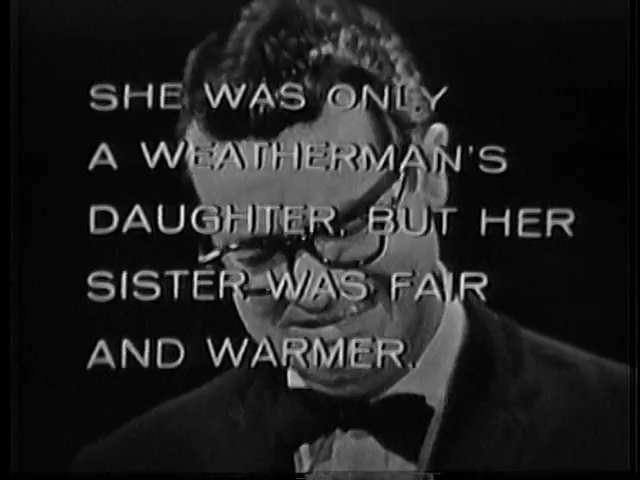 SHE WAS ONLY
A WEATHERMAN'S
DAUGHTER, BUT HER
SISTER WAS FAIR
AND WARMER.